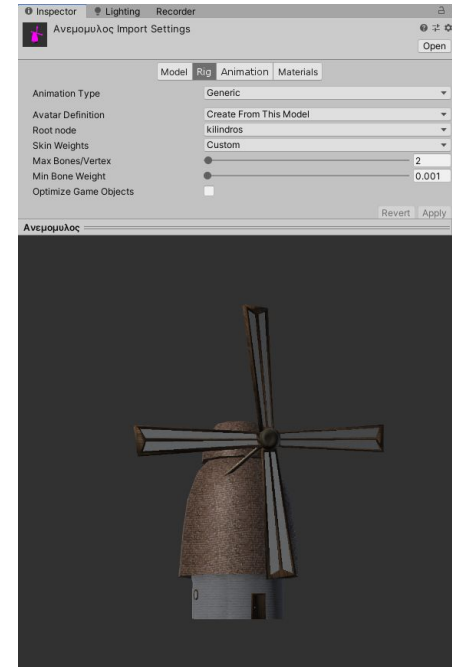 Inspector Lighting Recorder
Ανεμομυλος Import Settings
Open
Model Rig Animation Materials
Animation Type Generic
Avatar Definition Create From This Model
Root node kilindros
Skin Weights Custom
Max Bones/Vertex 2
Min Bone Weight 0.001
Optimize Game Objects
Revert Apply
Ανεμομυλος